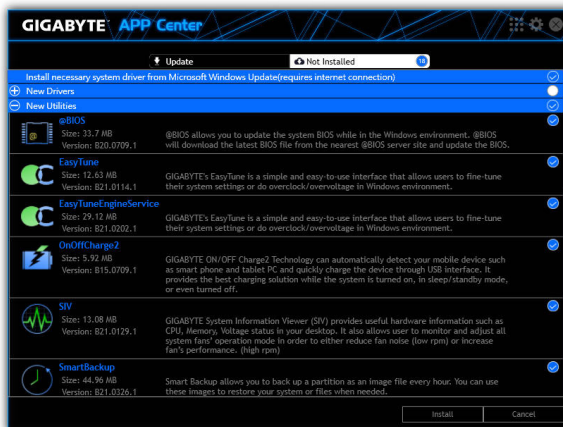 GIGABYTE™ APP Center
Update
Not Installed 18
Install necessary system driver from Microsoft Windows Update(requires internet connection)
New Drivers
New Utilities
@BIOS
Size: 33.7 MB
Version: B20.0709.1
@BIOS allows you to update the system BIOS while in the Windows environment. @BIOS
will download the latest BIOS file from the nearest @BIOS server site and update the BIOS.
EasyTune
Size: 12.63 MB
Version: B21.0114.1
GIGABYTE's EasyTune is a simple and easy-to-use interface that allows users to fine-tune
their system settings or do overclock/overvoltage in Windows environment.
EasyTuneEngineService
Size: 29.12 MB
Version: B21.0202.1
GIGABYTE's EasyTune is a simple and easy-to-use interface that allows users to fine-tune
their system settings or do overclock/overvoltage in Windows environment.
OnOffCharge2
Size: 5.92 MB
Version: B15.0709.1
GIGABYTE ON/OFF Charge2 Technology can automatically detect your mobile device such
as smart phone and tablet PC and quickly charge the device through USB interface. It
provides the best charging solution while the system is turned on, in sleep/standby mode,
or even turned off.
SIV
Size: 13.08 MB
Version: B21.0129.1
GIGABYTE System Information Viewer (SIV) provides useful hardware information such as
CPU, Memory, Voltage status in your desktop. It also allows user to monitor and adjust all
system fans' operation mode in order to either reduce fan noise (low rpm) or increase
fan's performance. (high rpm)
SmartBackup
Size: 44.96 MB
Version: B21.0326.1
Smart Backup allows you to back up a partition as an image file every hour. You can use
these images to restore your system or files when needed.
Install
Cancel